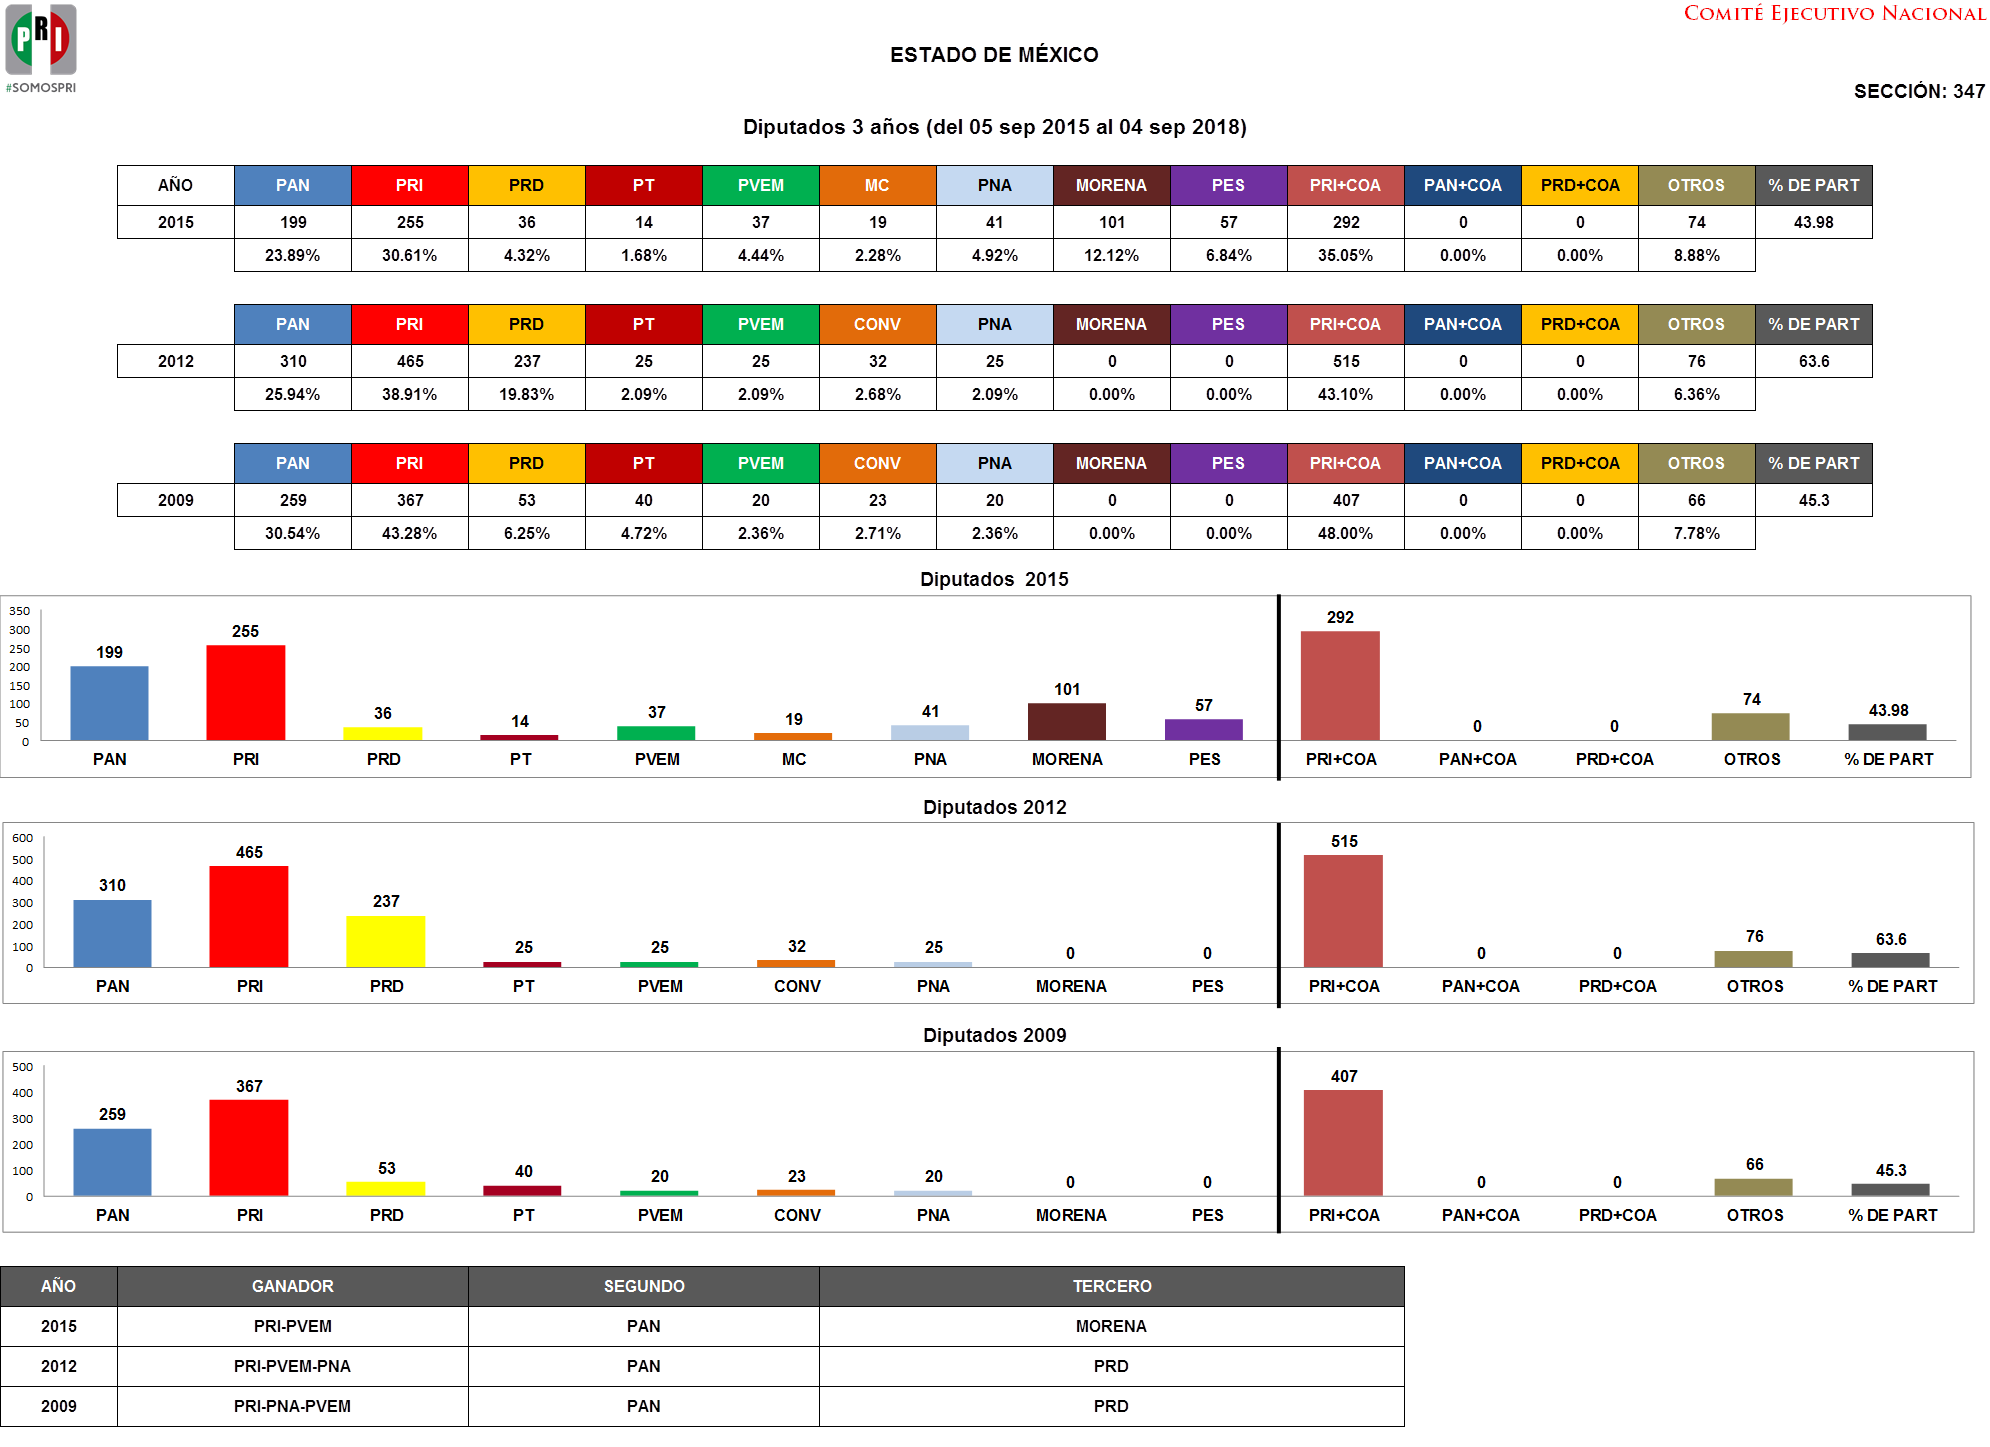 PRI
#SOMOSPRI
COMITÉ EJECUTIVO NACIONAL
ESTADO DE MÉXICO
SECCIÓN: 347
Diputados 3 años (del 05 sep 2015 al 04 sep 2018)
AÑO PAN PRI PRD PT PVEM MC PNA MORENA PES PRI+COA PAN+COA PRD+COA OTROS % DE PART
2015 199 255 36 14 37 19 41 101 57 292 0 0 74 43.98
23.89% 30.61% 4.32% 1.68% 4.44% 2.28% 4.92% 12.12% 6.84% 35.05% 0.00% 0.00% 8.88%
PAN PRI PRD PT PVEM CONV PNA MORENA PES PRI+COA PAN+COA PRD+COA OTROS % DE PART
2012 310 465 237 25 25 32 25 0 0 515 0 0 76 63.6
25.94% 38.91% 19.83% 2.09% 2.09% 2.68% 2.09% 0.00% 0.00% 43.10% 0.00% 0.00% 6.36%
PAN PRI PRD PT PVEM CONV PNA MORENA PES PRI+COA PAN+COA PRD+COA OTROS % DE PART
2009 259 367 53 40 20 23 20 0 0 407 0 0 66 45.3
30.54% 43.28% 6.25% 4.72% 2.36% 2.71% 2.36% 0.00% 0.00% 48.00% 0.00% 0.00% 7.78%
Diputados 2015
350
300
250
200
150
100
50
0
199 255 36 14 37 19 41 101 57 292 0 0 74 43.98
PAN PRI PRD PT PVEM MC PNA MORENA PES PRI+COA PAN+COA PRD+COA OTROS % DE PART
Diputados 2012
600
500
400
300
200
100
0
310 465 237 25 25 32 25 0 0 515 0 0 76 63.6
PAN PRI PRD PT PVEM CONV PNA MORENA PES PRI+COA PAN+COA PRD+COA OTROS % DE PART
Diputados 2009
500
400
300
200
100
0
259 367 53 40 20 23 20 0 0 407 0 0 66 45.3
PAN PRI PRD PT PVEM CONV PNA MORENA PES PRI+COA PAN+COA PRD+COA OTROS % DE PART
AÑO GANADOR SEGUNDO TERCERO
2015 PRI-PVEM PAN MORENA
2012 PRI-PVEM-PNA PAN PRD
2009 PRI-PNA-PVEM PAN PRD